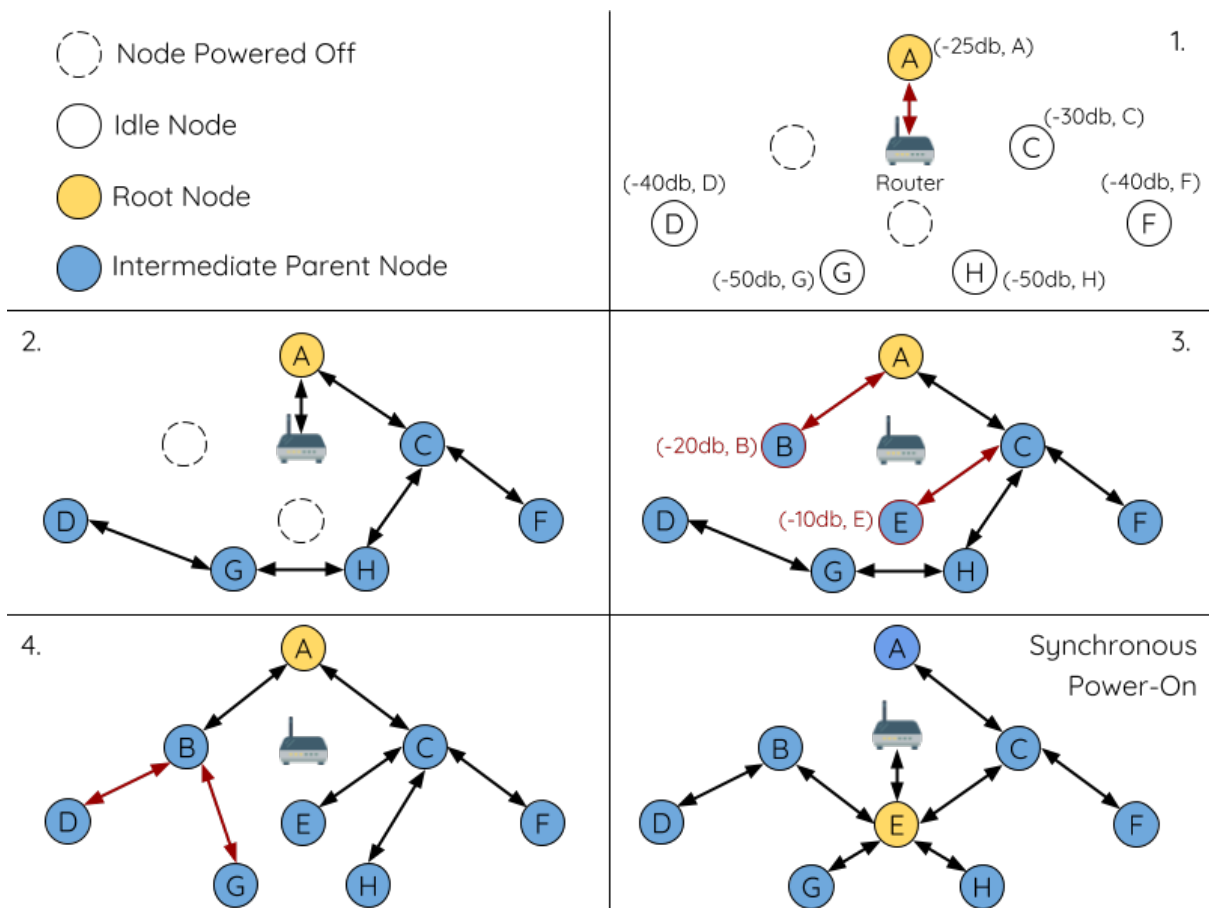 Node Powered Off
Idle Node
Root Node
Intermediate Parent Node
1.
A
(-25db, A)
(-30db, C)
C
Router
(-40db, D)
D
(-40db, F)
F
(-50db, G)
G
H
(-50db, H)
2.
A
C
D
F
G
H
3.
A
(-20db, B)
B
C
D
(-10db, E)
E
F
G
H
4.
A
B
C
D
E
F
G
H
Synchronous
Power-On
A
B
C
D
E
F
G
H